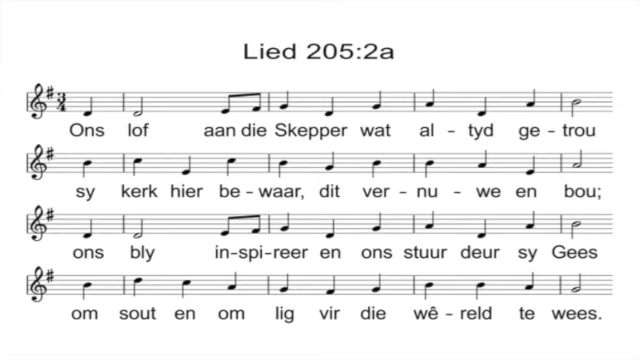 Lied 205:2a
3
4
Ons lof aan die Skepper wat al - tyd ge - trou
sy kerk hier be - waar, dit ver - nu - we en bou;
ons bly in-spi-reer en ons stuur deur sy Gees
om sout en om lig vir die wê - reld te wees.